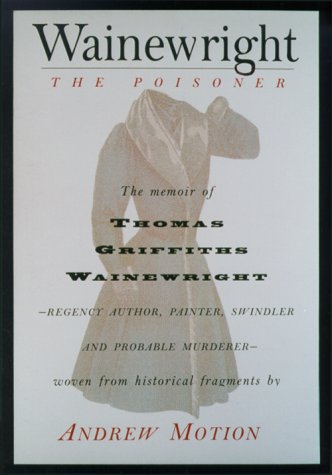 Wainewright
THE POISONER
The memoir of
THOMAS
GRIFFITHS
WAINEWRIGHT
—REGENCY AUTHOR, PAINTER, SWINDLER
AND PROBABLE MURDERER—
woven from historical fragments by
ANDREW MOTION